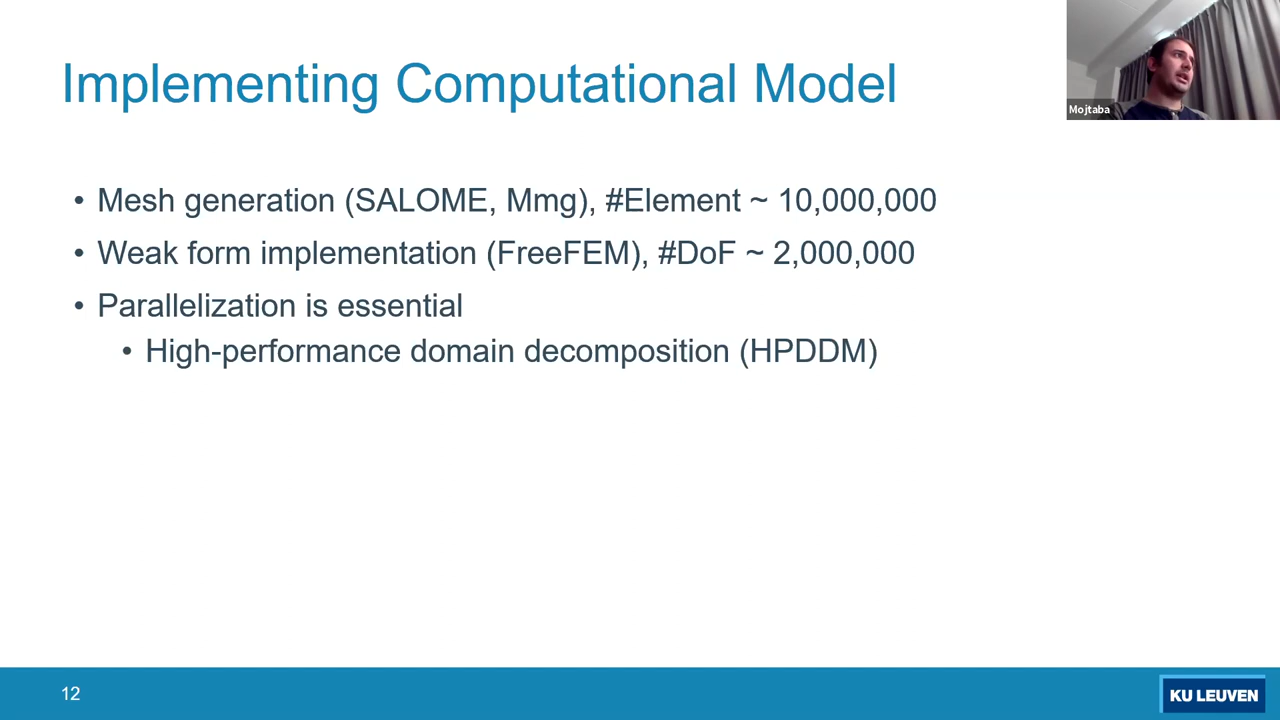 Implementing Computational Model
Mojtaba
• Mesh generation (SALOME, Mmg), #Element ~ 10,000,000
• Weak form implementation (FreeFEM), #DoF ~ 2,000,000
• Parallelization is essential
• High-performance domain decomposition (HPDDM)
12
KU LEUVEN